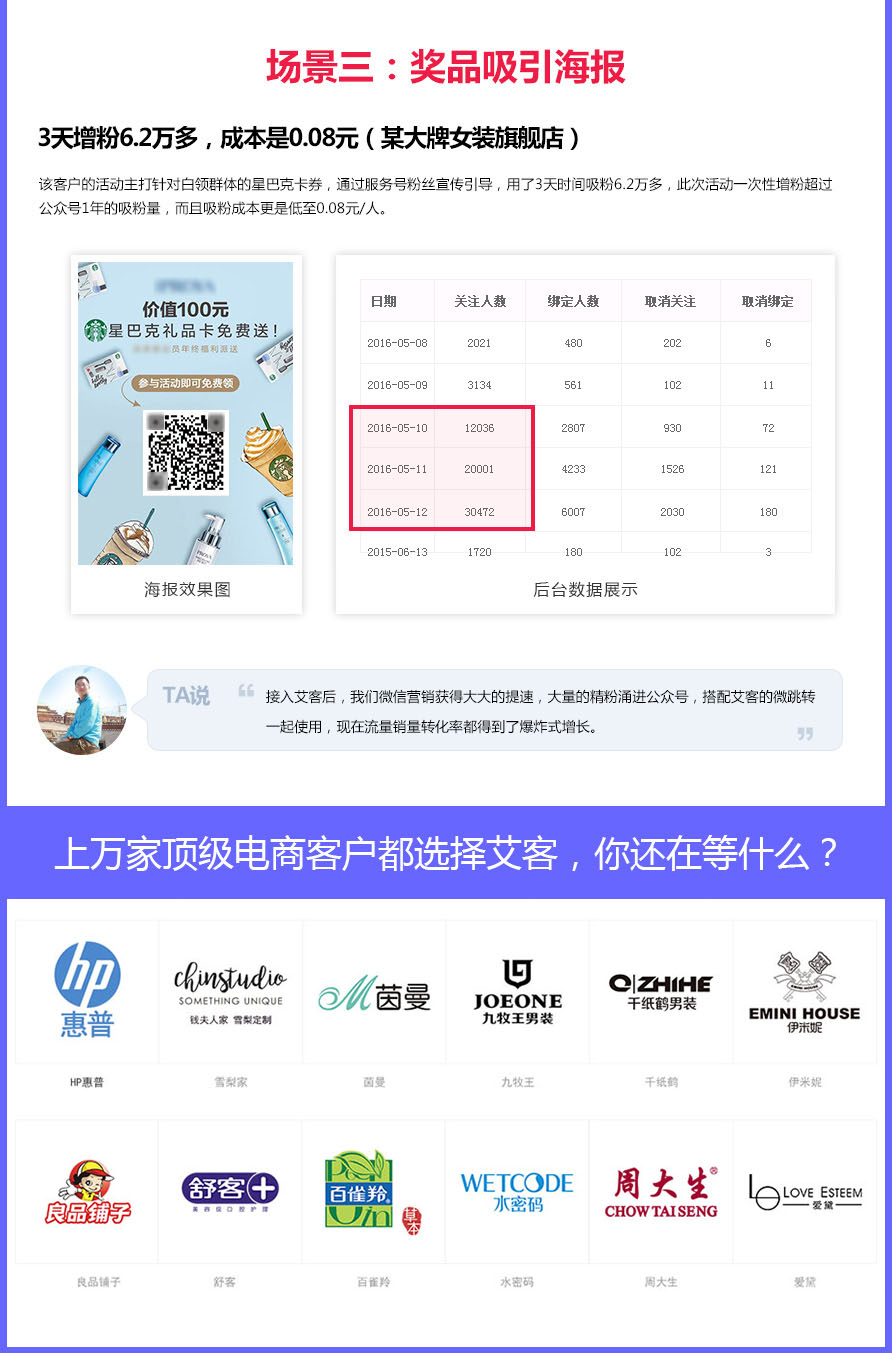 场景三：奖品吸引海报
3天增粉6.2万多，成本是0.08元（某大牌女装旗舰店）
该客户的活动主打针对白领群体的星巴克卡券，通过服务号粉丝宣传引导，用了3天时间吸粉6.2万多，此次活动一次性增粉超过
公众号1年的吸粉量，而且吸粉成本更是低至0.08元/人。
价值100元
星巴克礼品卡免费送！
员年终福利派送
参与活动即可免费领
海报效果图
日期 关注人数 绑定人数 取消关注 取消绑定
2016-05-08 2021 480 202 6
2016-05-09 3134 561 102 11
2016-05-10 12036 2807 930 72
2016-05-11 20001 4233 1526 121
2016-05-12 30472 6007 2030 180
2015-06-13 1720 180 102 3
后台数据展示
TA说
接入艾客后，我们微信营销获得大大的提速，大量的精粉涌进公众号，搭配艾客的微跳转
一起使用，现在流量销量转化率都得到了爆炸式增长。
上万家顶级电商客户都选择艾客，你还在等什么？
hp
惠普
chinstudio
SOMETHING UNIQUE
钱夫人家 雪梨定制
茵曼
JOEONE
九牧王男装
ZHIHE
千纸鹤男装
EMINI HOUSE
伊米妮
HP惠普 雪梨家 茵曼 九牧王 千纸鹤 伊米妮
良品铺子
舒客
美容级口腔护理
百雀羚
草本
WETCODE
水密码
周大生
CHOW TAI SENG
LOVE ESTEEM
爱黛
良品铺子 舒客 百雀羚 水密码 周大生 爱黛